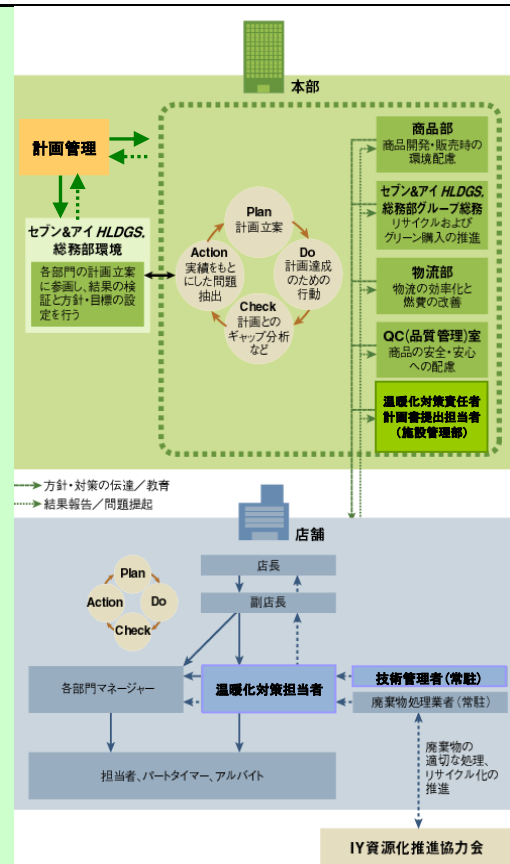 本部
計画管理
セブン&アイ HLDGS.
総務部環境
各部門の計画立案
に参画し、結果の検
証と方針・目標の設
定を行う
Plan
計画立案
Do
計画達成
のための
行動
Check
計画との
ギャップ分析
など
Action
実績をもと
にした問題
抽出
商品部
商品開発・販売時の
環境配慮
セブン&アイ HLDGS.
総務部グループ総務
リサイクルおよび
グリーン購入の推進
物流部
物流の効率化と
燃費の改善
QC(品質管理)室
商品の安全・安心
への配慮
温暖化対策責任者
計画書提出担当者
(施設管理部)
方針・対策の伝達/教育
結果報告/問題提起
店舗
Plan
Do
Check
Action
店長
副店長
各部門マネージャー
温暖化対策担当者
技術管理者(常駐)
廃棄物処理業者(常駐)
担当者、パートタイマー、アルバイト
廃棄物の
適切な処理、
リサイクル化の
推進
IY資源化推進協力会